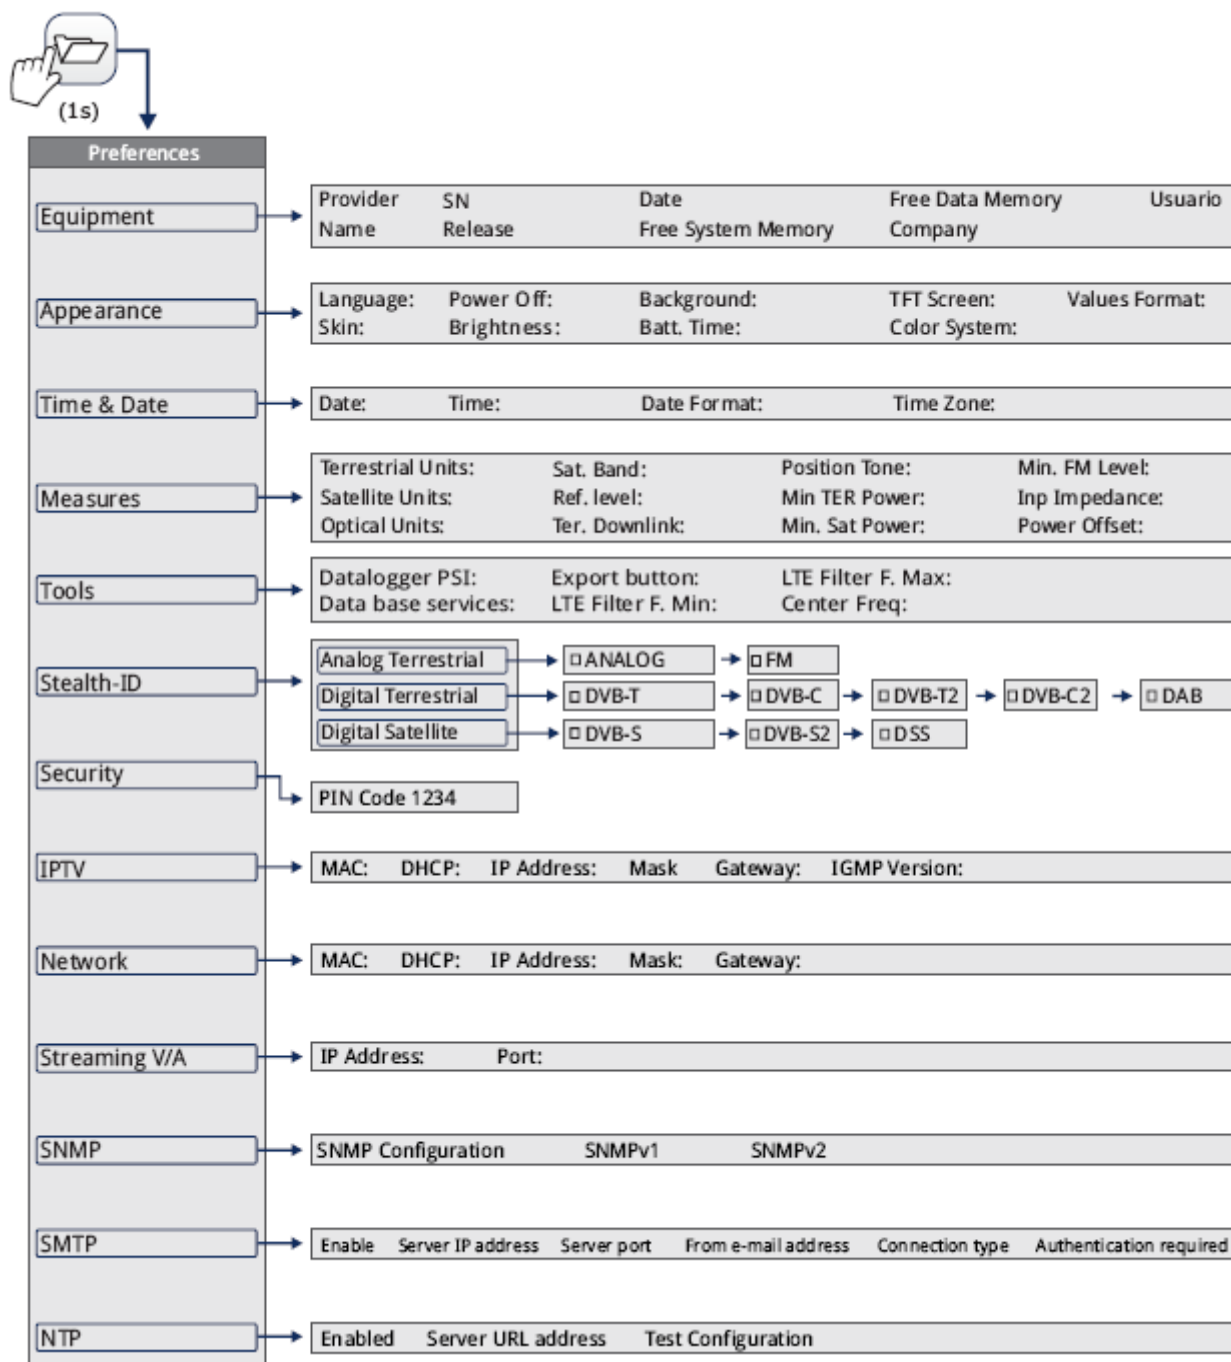 (1s)
Preferences
Equipment
Provider SN Date Free Data Memory Usuario
Name Release Free System Memory Company
Appearance
Language: Power Off: Background: TFT Screen: Values Format:
Skin: Brightness: Batt. Time: Color System:
Time & Date
Date: Time: Date Format: Time Zone:
Measures
Terrestrial Units: Sat. Band: Position Tone: Min. FM Level:
Satellite Units: Ref. level: Min TER Power: Inp Impedance:
Optical Units: Ter. Downlink: Min. Sat Power: Power Offset:
Tools
Datalogger PSI: Export button: LTE Filter F. Max:
Data base services: LTE Filter F. Min: Center Freq:
Stealth-ID
Analog Terrestrial ANALOG FM
Digital Terrestrial DVB-T DVB-C DVB-T2 DVB-C2 DAB
Digital Satellite DVB-S DVB-S2 DSS
Security
PIN Code 1234
IPTV
MAC: DHCP: IP Address: Mask Gateway: IGMP Version:
Network
MAC: DHCP: IP Address: Mask: Gateway:
Streaming V/A
IP Address: Port:
SNMP
SNMP Configuration SNMPv1 SNMPv2
SMTP
Enable Server IP address Server port From e-mail address Connection type Authentication required
NTP
Enabled Server URL address Test Configuration